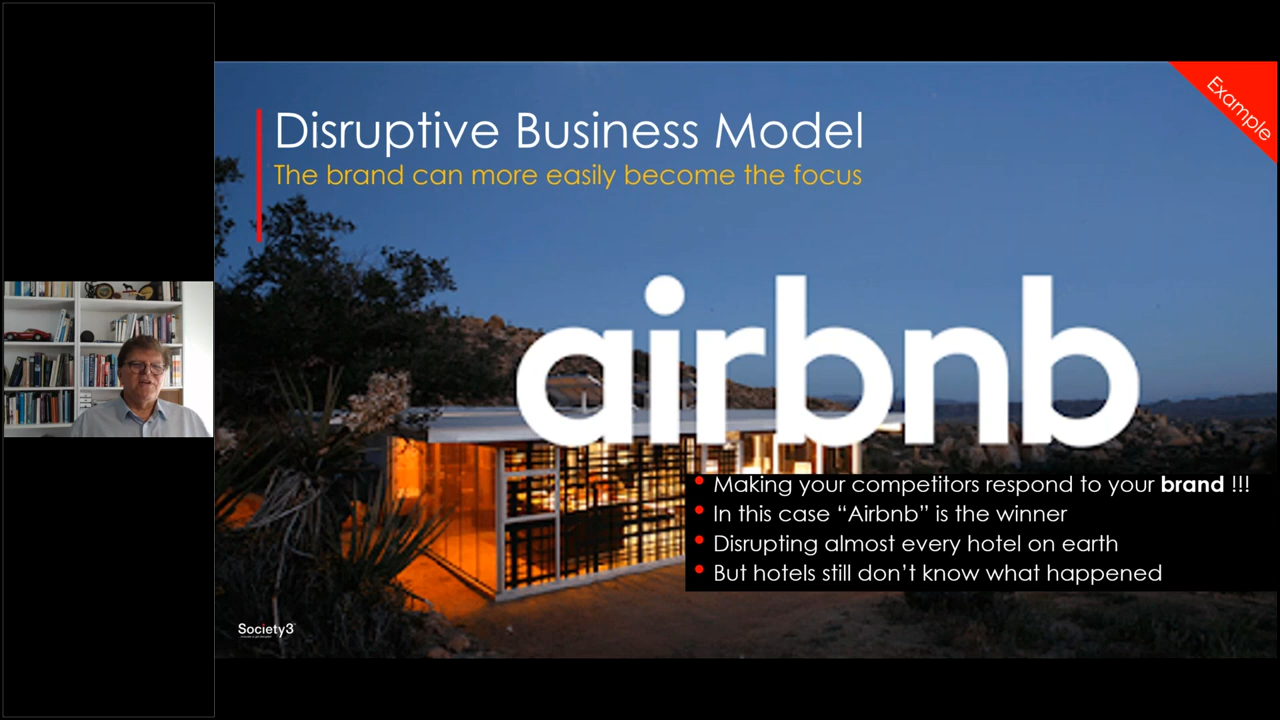 Example
Disruptive Business Model
The brand can more easily become the focus
airbnb
Making your competitors respond to your brand !!!
In this case “Airbnb” is the winner
Disrupting almost every hotel on earth
But hotels still don’t know what happened
Society3